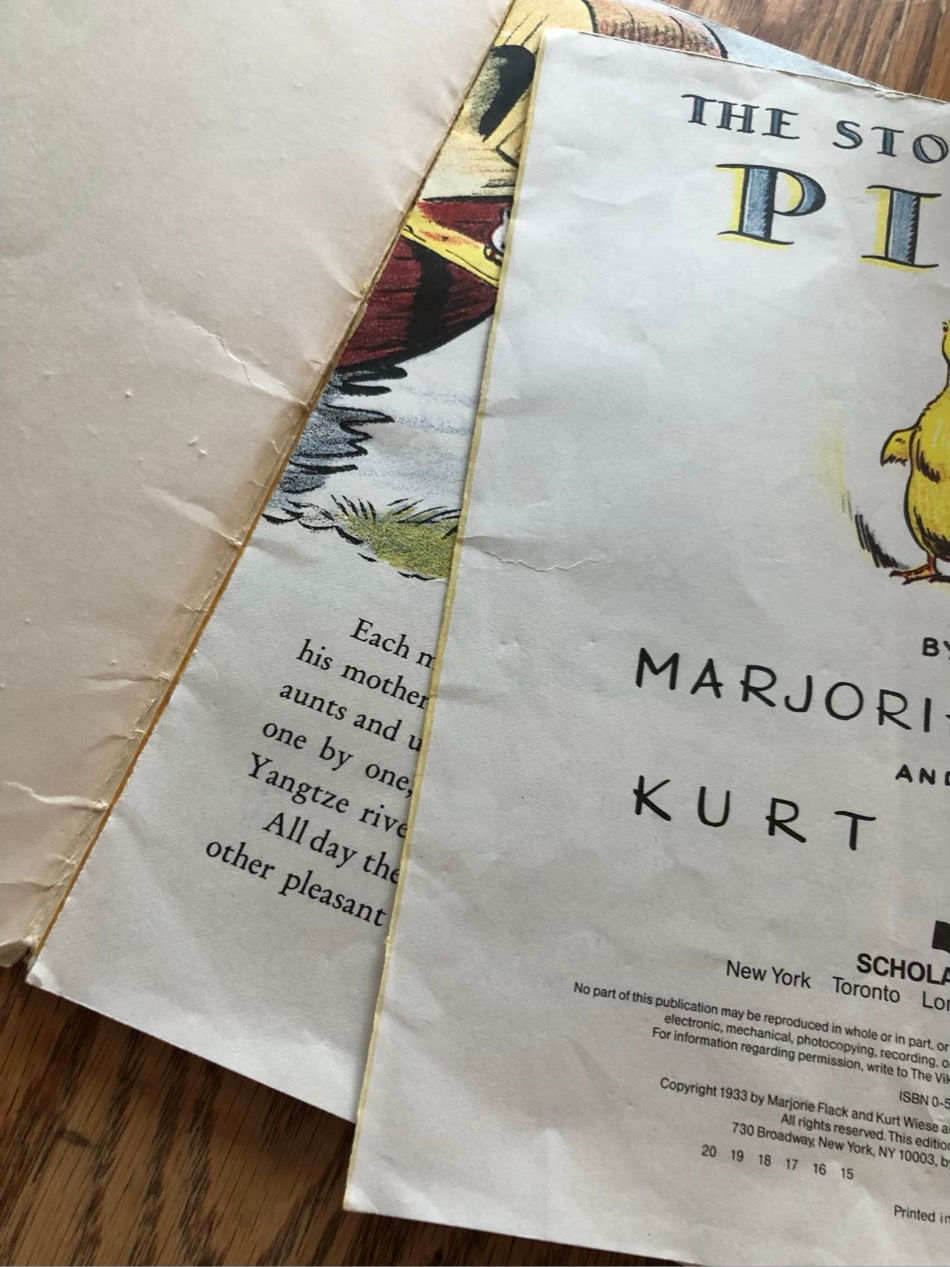 Each m
his mother
aunts and u
one by one,
Yangtze rive
All day the
other pleasant
THE STO
PI
BY
MARJORI
AND
KURT
SCHOLA
New York Toronto Lon
No part of this publication may be reproduced in whole or in part, or
electronic, mechanical, photocopying, recording, o
For information regarding permission, write to The Vik
ISBN 0-5
Copyright 1933 by Marjorie Flack and Kurt Wiese a
All rights reserved. This edition
730 Broadway, New York, NY 10003, b
20 19 18 17 16 15
Printed in